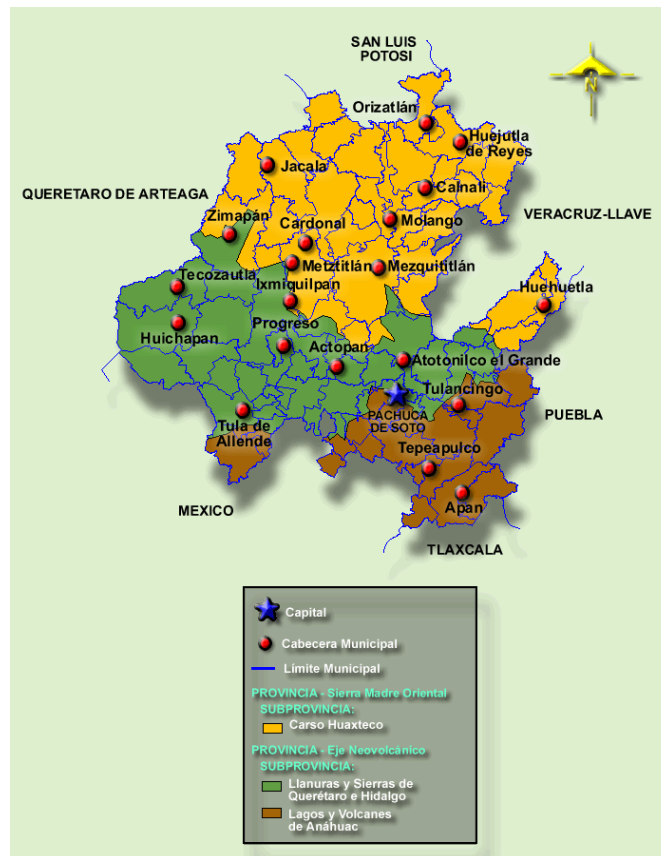 SAN LUIS
POTOSI
N
Orizatlán
Huejutla
de Reyes
Jacala
Calnali
QUERETARO DE ARTEAGA
Zimapán
Molango
VERACRUZ-LLAVE
Cardonal
Metztitlán
Mezquititlán
Tecozautla
Ixmiquilpan
Huehuetla
Huichapan
Progreso
Actopan
Atotonilco el Grande
Tulancingo
PACHUCA
DE SOTO
PUEBLA
Tula de
Allende
Tepeapulco
MEXICO
Apan
TLAXCALA
Capital
Cabecera Municipal
Límite Municipal
PROVINCIA - Sierra Madre Oriental
SUBPROVINCIA:
Carso Huaxteco
PROVINCIA - Eje Neovolcánico
SUBPROVINCIA:
Llanuras y Sierras de
Querétaro e Hidalgo
Lagos y Volcanes
de Anáhuac